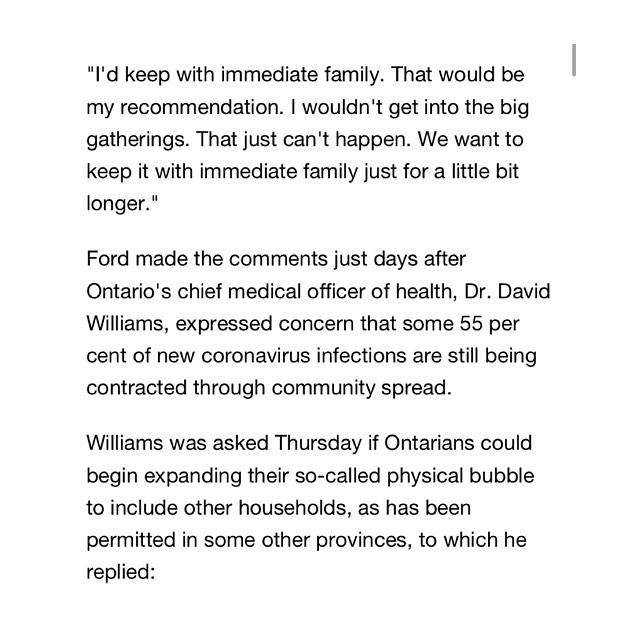 "I'd keep with immediate family. That would be
my recommendation. I wouldn't get into the big
gatherings. That just can't happen. We want to
keep it with immediate family just for a little bit
longer."
Ford made the comments just days after
Ontario's chief medical officer of health, Dr. David
Williams, expressed concern that some 55 per
cent of new coronavirus infections are still being
contracted through community spread.
Williams was asked Thursday if Ontarians could
begin expanding their so-called physical bubble
to include other households, as has been
permitted in some other provinces, to which he
replied: